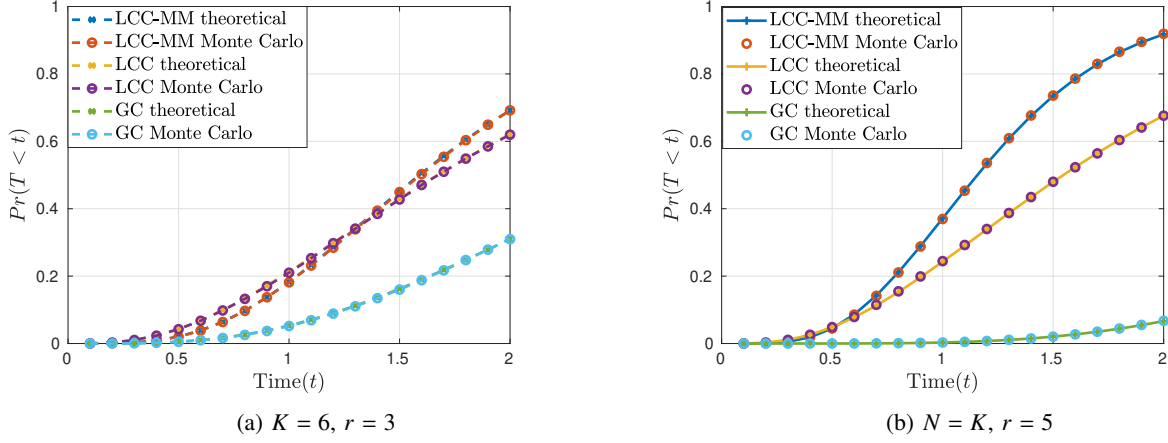 LCC-MM theoretical
LCC-MM Monte Carlo
LCC theoretical
LCC Monte Carlo
GC theoretical
GC Monte Carlo
1
0.8
0.6
0.4
0.2
0
Pr(T < t)
0 0.5 1 1.5 2
Time(t)
(a) K = 6, r = 3
LCC-MM theoretical
LCC-MM Monte Carlo
LCC theoretical
LCC Monte Carlo
GC theoretical
GC Monte Carlo
1
0.8
0.6
0.4
0.2
0
Pr(T < t)
0 0.5 1 1.5 2
Time(t)
(b) N = K, r = 5